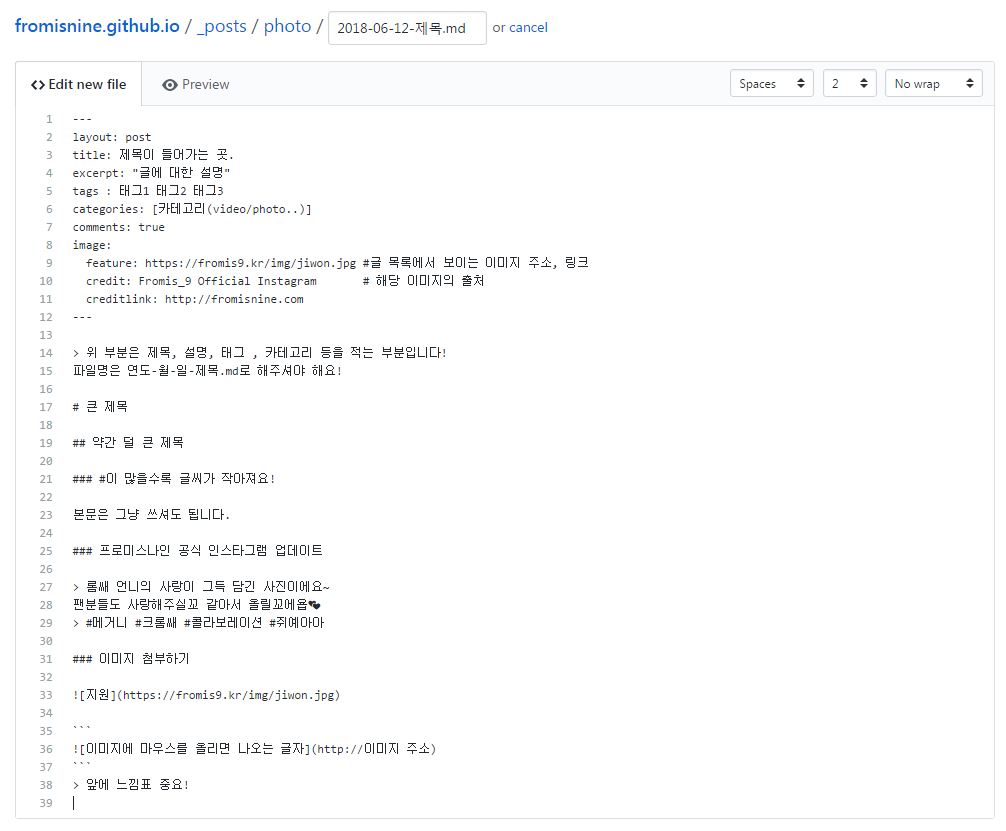 fromisnine.github.io / _posts / photo / 2018-06-12-제목.md or cancel
Edit new file Preview Spaces 2 No wrap
1 ---
2 layout: post
3 title: 제목이 들어가는 곳.
4 excerpt: "글에 대한 설명"
5 tags : 태그1 태그2 태그3
6 categories: [카테고리(video/photo..)]
7 comments: true
8 image:
9 feature: https://fromis9.kr/img/jiwon.jpg #글 목록에서 보이는 이미지 주소, 링크
10 credit: Fromis_9 Official Instagram # 해당 이미지의 출처
11 creditlink: http://fromisnine.com
12 ---
13
14 > 위 부분은 제목, 설명, 태그 , 카테고리 등을 적는 부분입니다!
15 파일명은 연도-월-일-제목.md로 해주셔야 해요!
16
17 # 큰 제목
18
19 ## 약간 덜 큰 제목
20
21 ### #이 많을수록 글씨가 작아져요!
22
23 본문은 그냥 쓰셔도 됩니다.
24
25 ### 프로미스나인 공식 인스타그램 업데이트
26
27 > 롬쌔 언니의 사랑이 그득 담긴 사진이에요~
28 팬분들도 사랑해주실꼬 같아서 올릴꼬에욥💕
29 > #메거니 #크롬쌔 #콜라보레이션 #쥐예아아
30
31 ### 이미지 첨부하기
32
33 ![지원](https://fromis9.kr/img/jiwon.jpg)
34
35 ```
36 ![이미지에 마우스를 올리면 나오는 글자](http://이미지 주소)
37 ```
38 > 앞에 느낌표 중요!
39